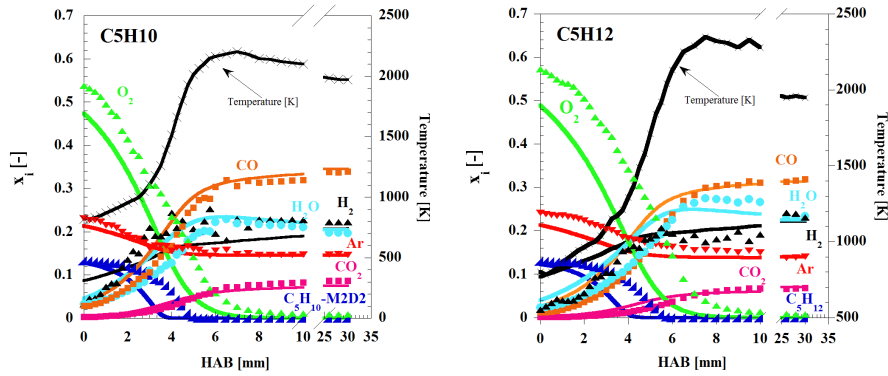 C5H10
O2
Temperature [K]
CO
H2
H2O
Ar
CO2
C5H10-M2D2
xi [-]
0.7
0.6
0.5
0.4
0.3
0.2
0.1
0
0 2 4 6 8 10 25 30 35
HAB [mm]
2500
2000
1500
1000
500
0
Temperature [K]
C5H12
O2
Temperature [K]
CO
H2O
H2
Ar
CO2
C5H12
xi [-]
0.7
0.6
0.5
0.4
0.3
0.2
0.1
0
0 2 4 6 8 10 25 30 35
HAB [mm]
2500
2000
1500
1000
500
Temperature [K]